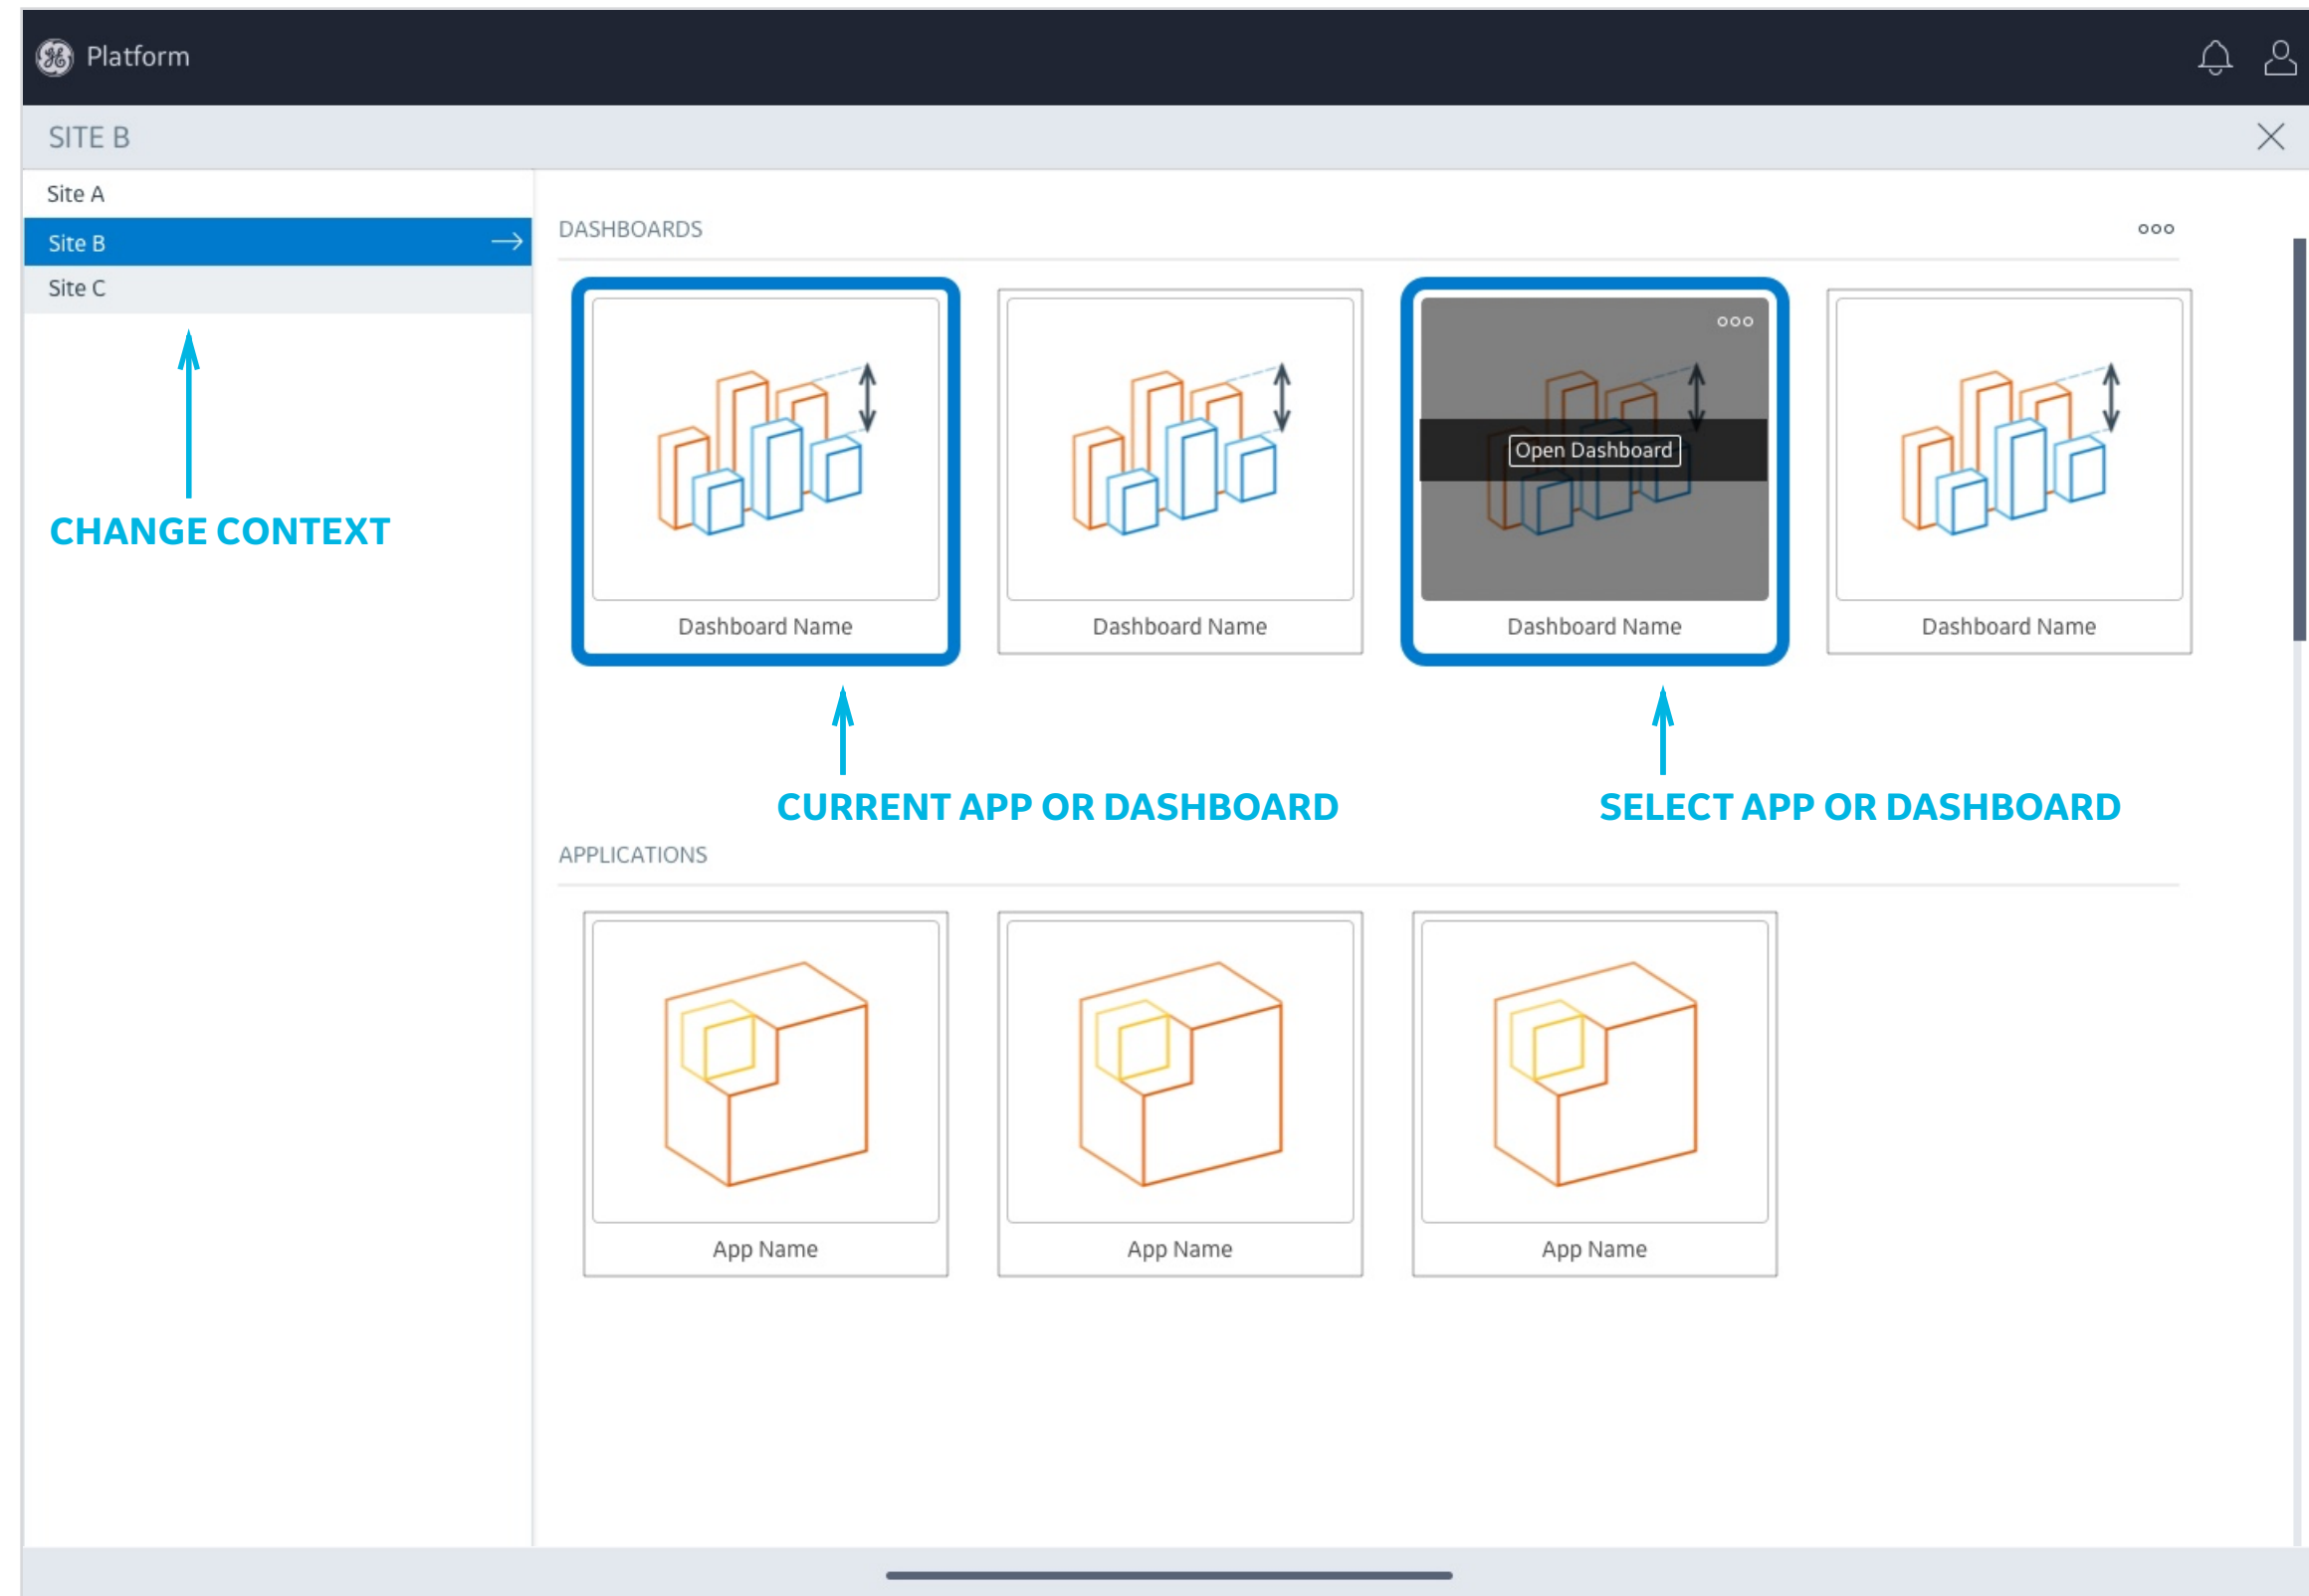 Platform
SITE B
Site A
Site B
Site C
CHANGE CONTEXT
DASHBOARDS
Open Dashboard
Dashboard Name
Dashboard Name
Dashboard Name
Dashboard Name
CURRENT APP OR DASHBOARD
SELECT APP OR DASHBOARD
APPLICATIONS
App Name
App Name
App Name